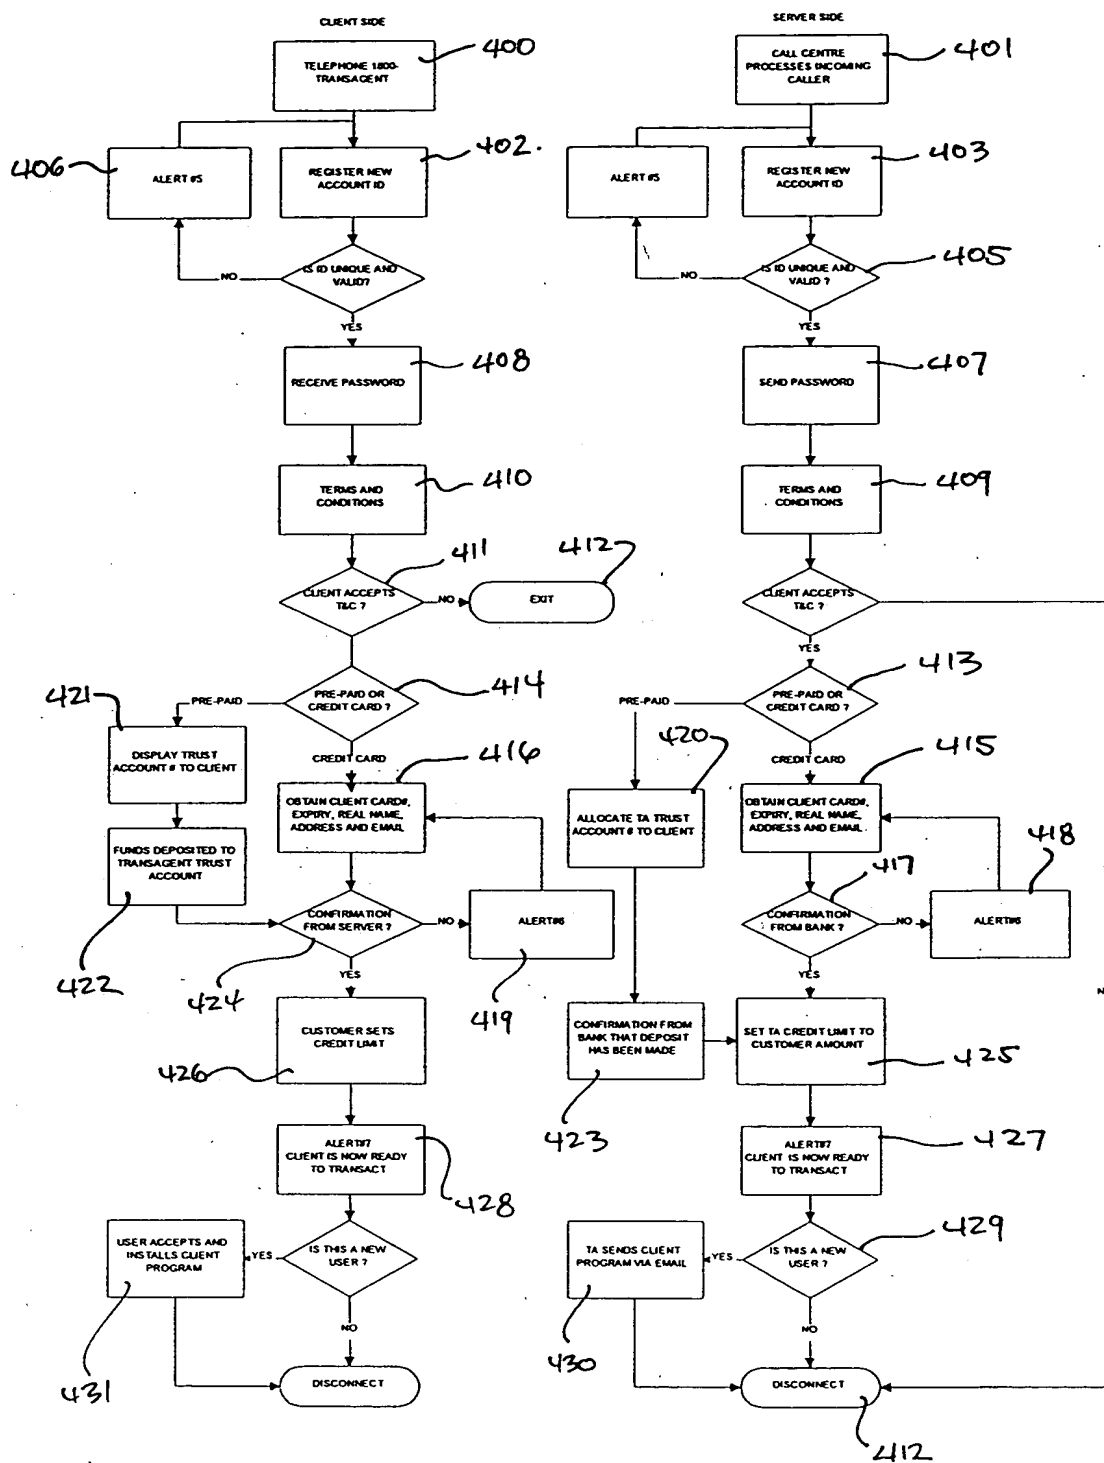 CLIENT SIDE
TELEPHONE 1800-
TRANSAGENT
400
406
ALERT #5
REGISTER NEW
ACCOUNT ID
402.
IS ID UNIQUE AND
VALID?
NO
YES
RECEIVE PASSWORD
408
TERMS AND
CONDITIONS
410
411
CLIENT ACCEPTS
T&C ?
NO
EXIT
412
PRE-PAID OR
CREDIT CARD ?
414
PRE-PAID
421
DISPLAY TRUST
ACCOUNT # TO CLIENT
CREDIT CARD
416
OBTAIN CLIENT CARD#,
EXPIRY, REAL NAME,
ADDRESS AND EMAIL
FUNDS DEPOSITED TO
TRANSAGENT TRUST
ACCOUNT
422
CONFIRMATION
FROM SERVER ?
424
NO
ALERT#6
419
YES
CUSTOMER SETS
CREDIT LIMIT
426
ALERT#7
CLIENT IS NOW READY
TO TRANSACT
428
IS THIS A NEW
USER ?
YES
USER ACCEPTS AND
INSTALLS CLIENT
PROGRAM
431
NO
DISCONNECT
SERVER SIDE
CALL CENTRE
PROCESSES INCOMING
CALLER
401
ALERT #5
REGISTER NEW
ACCOUNT ID
403
IS ID UNIQUE AND
VALID ?
405
NO
YES
SEND PASSWORD
407
TERMS AND
CONDITIONS
409
CLIENT ACCEPTS
T&C ?
YES
PRE-PAID OR
CREDIT CARD ?
413
PRE-PAID
420
ALLOCATE TA TRUST
ACCOUNT # TO CLIENT
CREDIT CARD
415
OBTAIN CLIENT CARD#,
EXPIRY, REAL NAME,
ADDRESS AND EMAIL.
417
CONFIRMATION
FROM BANK ?
NO
ALERT#6
418
YES
N
CONFIRMATION FROM
BANK THAT DEPOSIT
HAS BEEN MADE
423
SET TA CREDIT LIMIT TO
CUSTOMER AMOUNT
425
ALERT#7
CLIENT IS NOW READY
TO TRANSACT
427
IS THIS A NEW
USER ?
429
YES
TA SENDS CLIENT
PROGRAM VIA EMAIL
430
NO
DISCONNECT
412